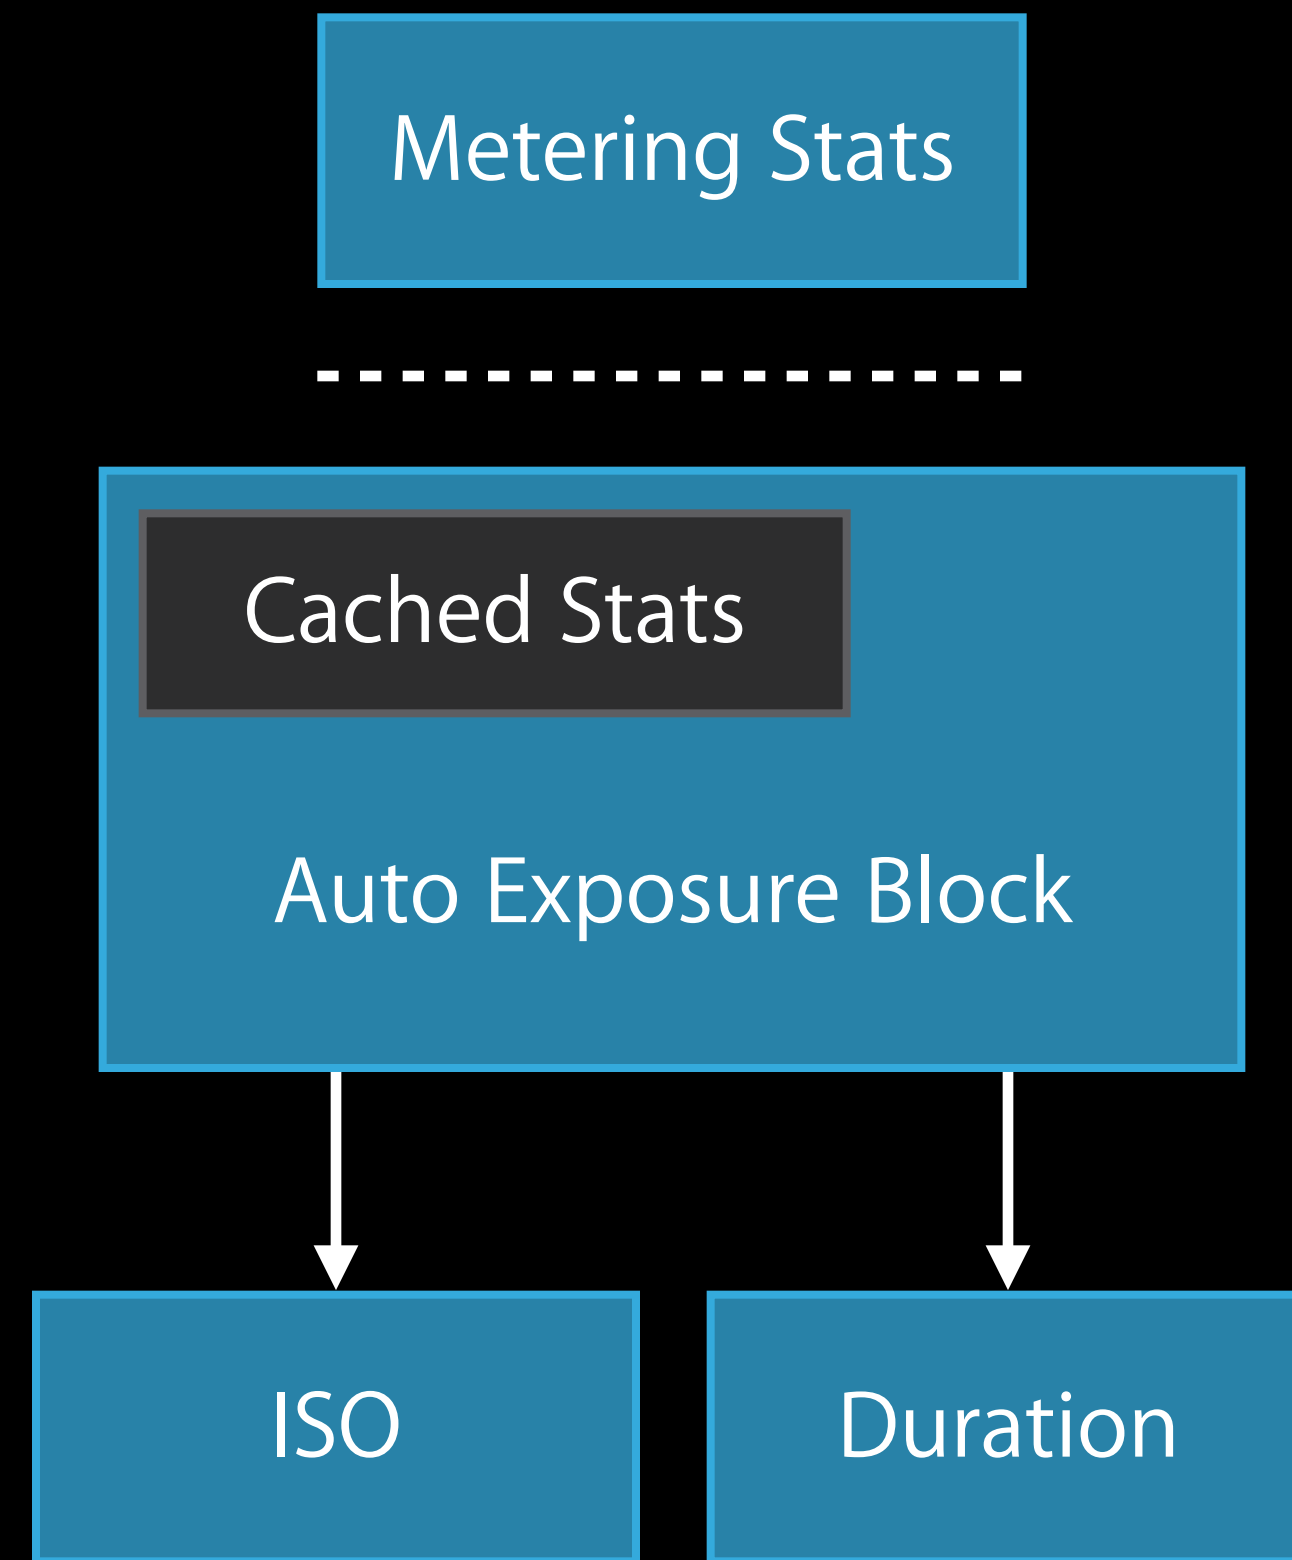 Metering Stats
Cached Stats
Auto Exposure Block
ISO
Duration